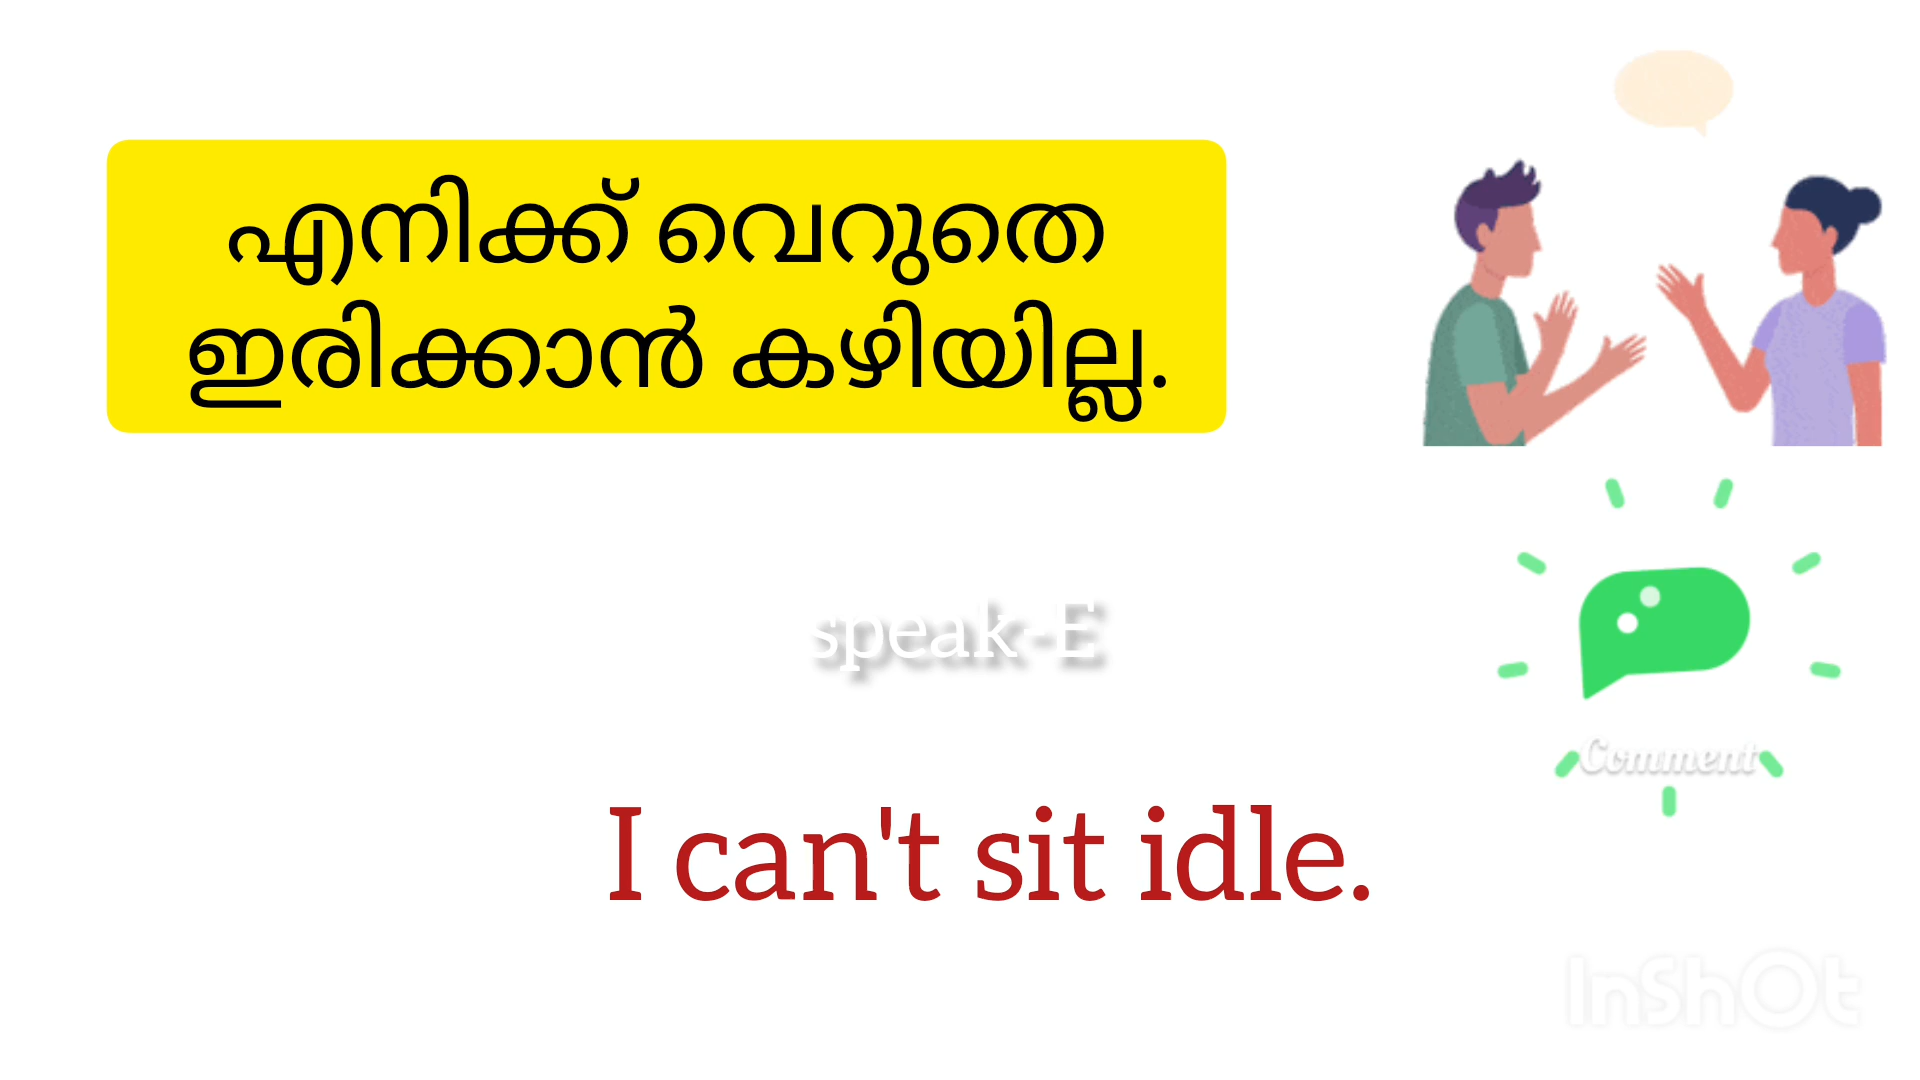 എനിക്ക് വെറുതെ
ഇരിക്കാൻ കഴിയില്ല.
speak-E
Comment
I can't sit idle.
InShOt